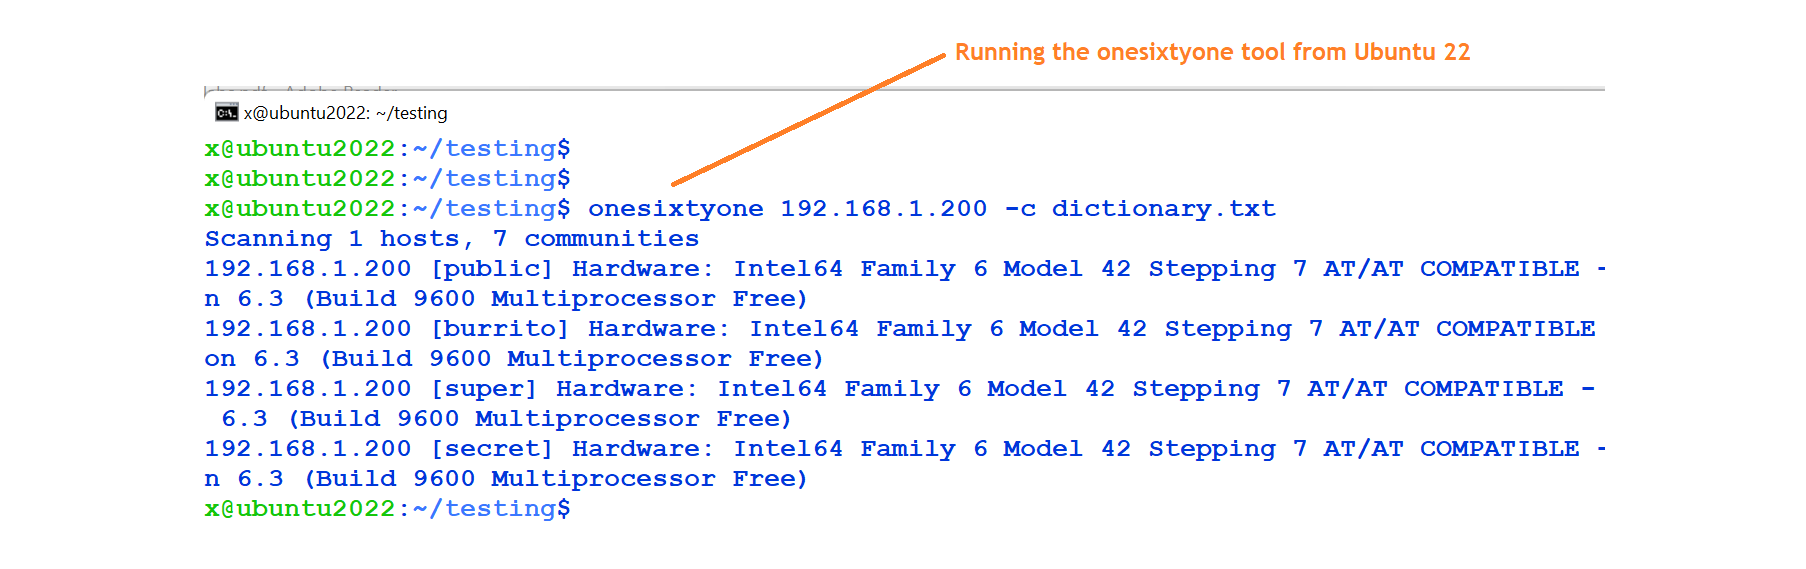 Running the onesixtyone tool from Ubuntu 22
x@ubuntu2022: ~/testing
x@ubuntu2022:~/testing$
x@ubuntu2022:~/testing$
x@ubuntu2022:~/testing$ onesixtyone 192.168.1.200 -c dictionary.txt
Scanning 1 hosts, 7 communities
192.168.1.200 [public] Hardware: Intel64 Family 6 Model 42 Stepping 7 AT/AT COMPATIBLE -
n 6.3 (Build 9600 Multiprocessor Free)
192.168.1.200 [burrito] Hardware: Intel64 Family 6 Model 42 Stepping 7 AT/AT COMPATIBLE
on 6.3 (Build 9600 Multiprocessor Free)
192.168.1.200 [super] Hardware: Intel64 Family 6 Model 42 Stepping 7 AT/AT COMPATIBLE -
6.3 (Build 9600 Multiprocessor Free)
192.168.1.200 [secret] Hardware: Intel64 Family 6 Model 42 Stepping 7 AT/AT COMPATIBLE -
n 6.3 (Build 9600 Multiprocessor Free)
x@ubuntu2022:~/testing$